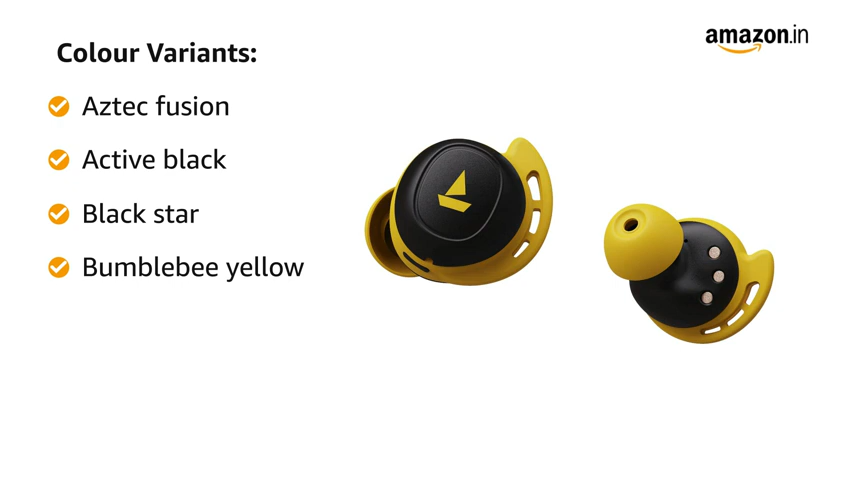 Colour Variants:
amazon.in
Aztec fusion
Active black
Black star
Bumblebee yellow